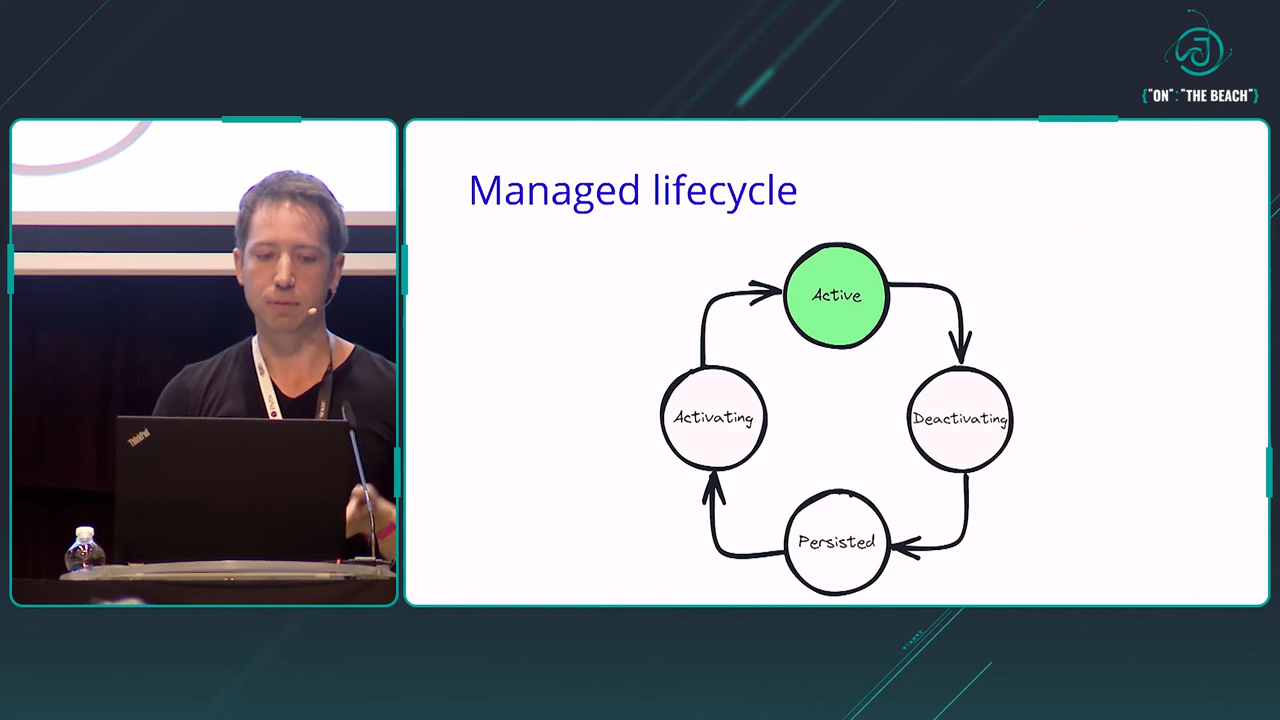 {"ON":"THE BEACH"}
Managed lifecycle
Active
Activating
Deactivating
Persisted
ThinkPad